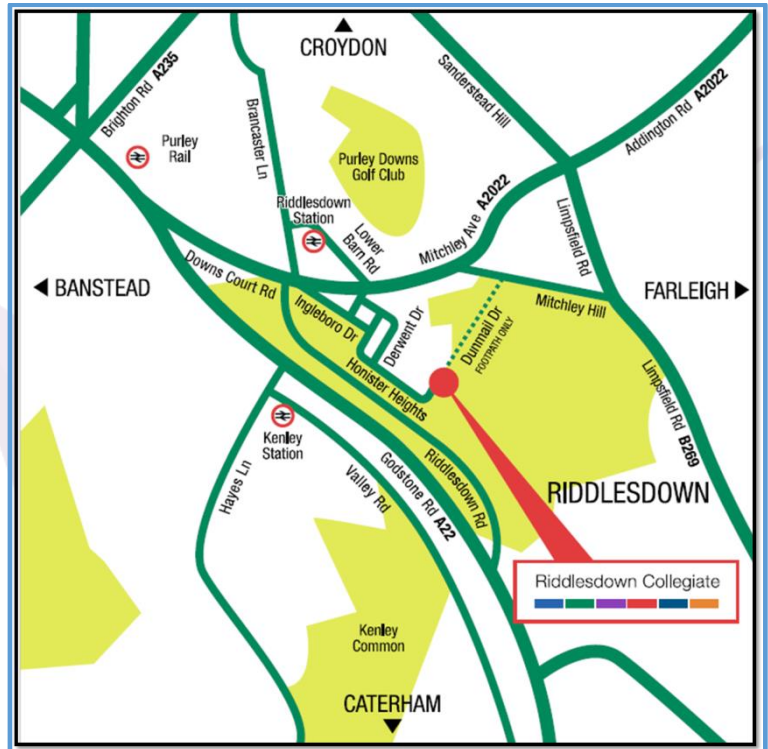 CROYDON
Brighton Rd A235
Sanderstead Hill
Addington Rd A2022
Brancaster Ln
Purley
Rail
Purley Downs
Golf Club
Riddlesdown
Station
Lower
Barn Rd
Mitchley Ave A2022
Limpsfield Rd
Downs Court Rd
BANSTEAD
FARLEIGH
Mitchley Hill
Ingleboro Dr
Derwent Dr
Dunmail Dr
FOOTPATH ONLY
Honister Heights
Limpsfield Rd B269
Kenley
Station
Hayes Ln
Valley Rd
Godstone Rd A22
Riddlesdown Rd
RIDDLESDOWN
Riddlesdown Collegiate
Kenley
Common
CATERHAM